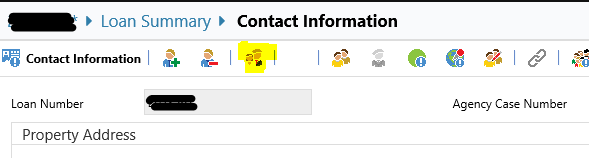 Loan Summary Contact Information
Contact Information
Loan Number Agency Case Number
Property Address